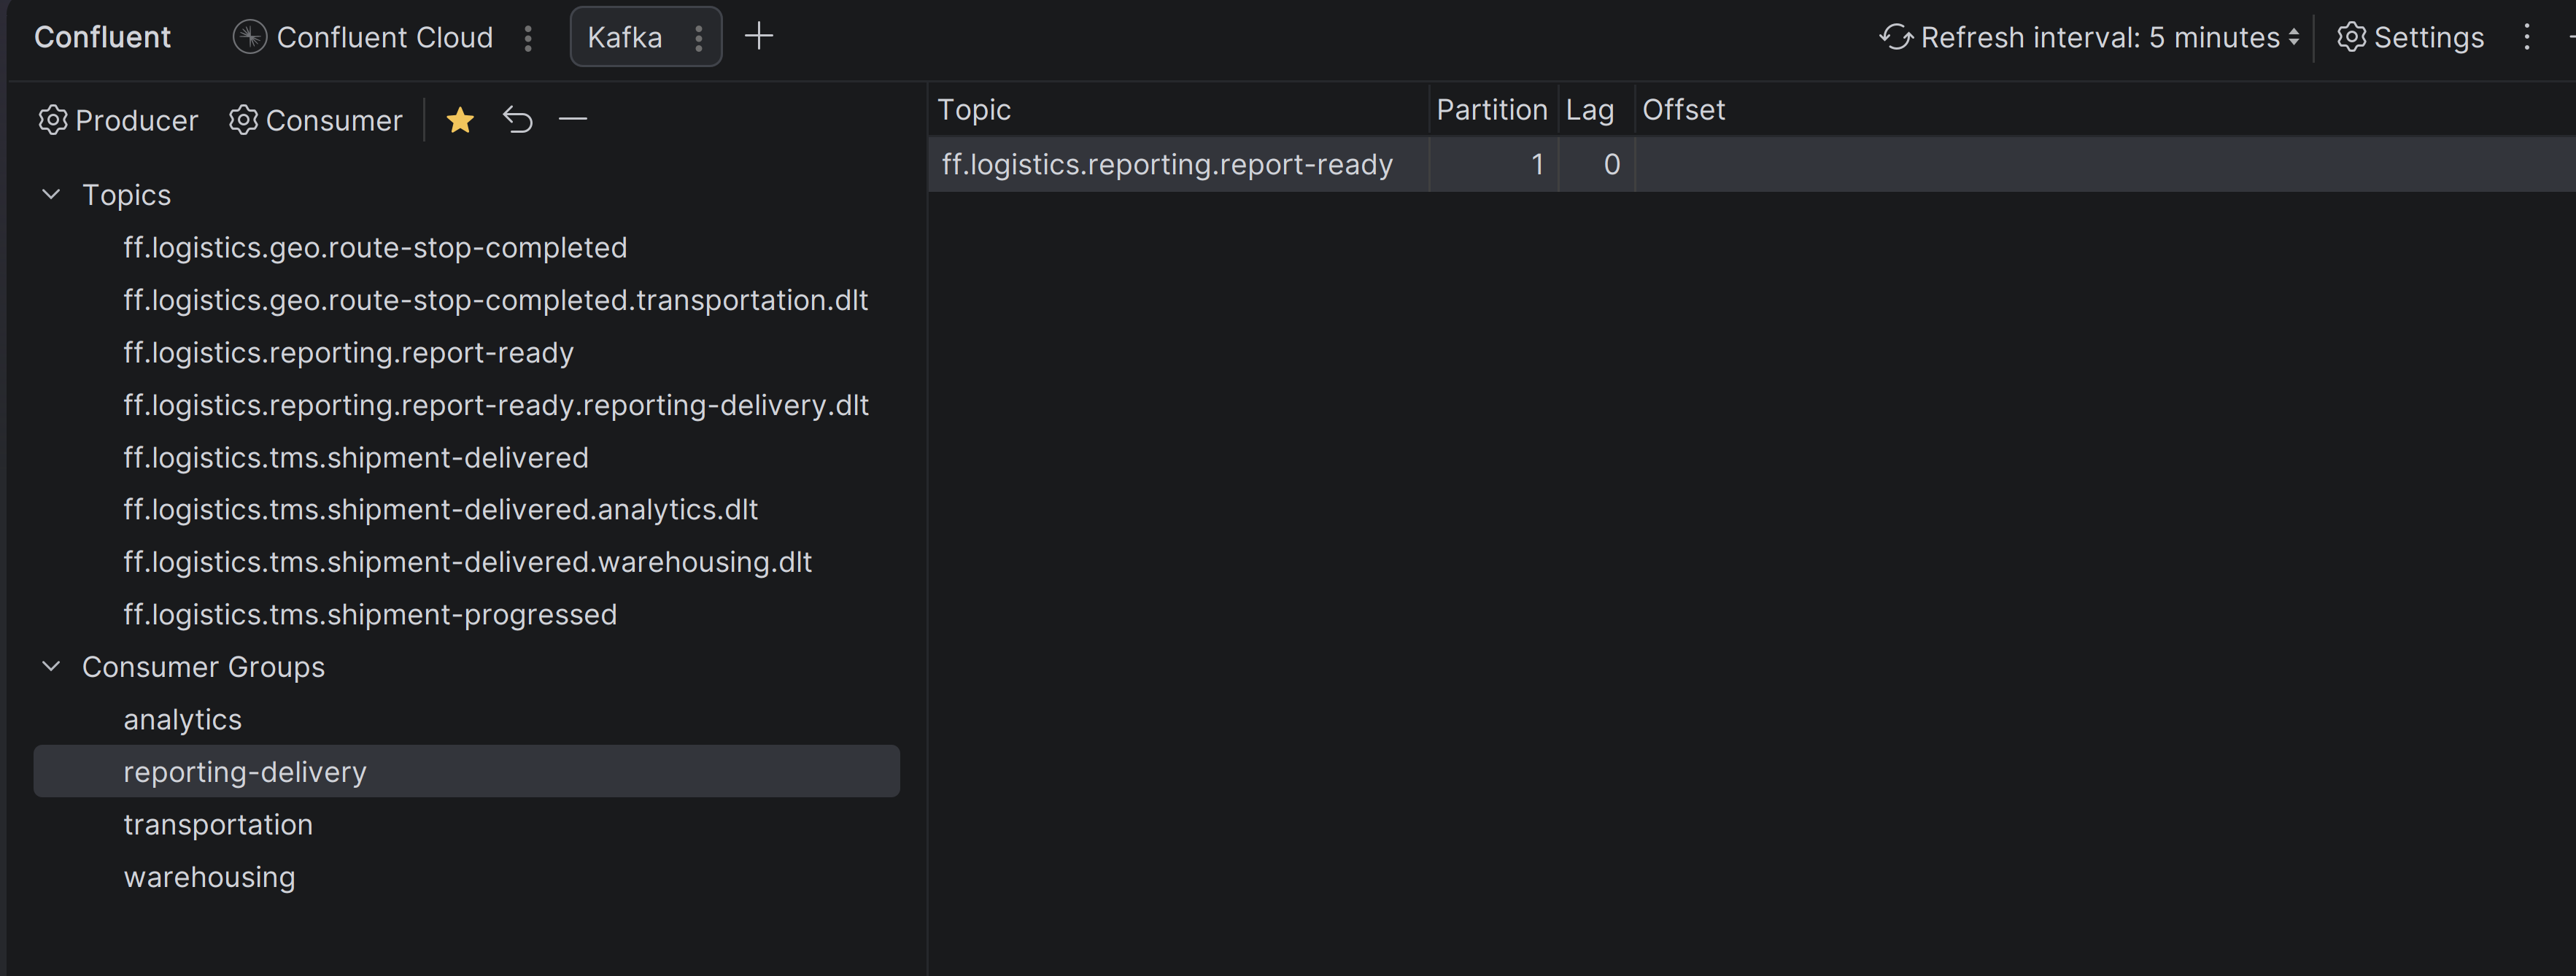 Confluent Confluent Cloud Kafka Refresh interval: 5 minutes Settings
Producer Consumer
Topics
ff.logistics.geo.route-stop-completed
ff.logistics.geo.route-stop-completed.transportation.dlt
ff.logistics.reporting.report-ready
ff.logistics.reporting.report-ready.reporting-delivery.dlt
ff.logistics.tms.shipment-delivered
ff.logistics.tms.shipment-delivered.analytics.dlt
ff.logistics.tms.shipment-delivered.warehousing.dlt
ff.logistics.tms.shipment-progressed
Consumer Groups
analytics
reporting-delivery
transportation
warehousing
Topic Partition Lag Offset
ff.logistics.reporting.report-ready 1 0